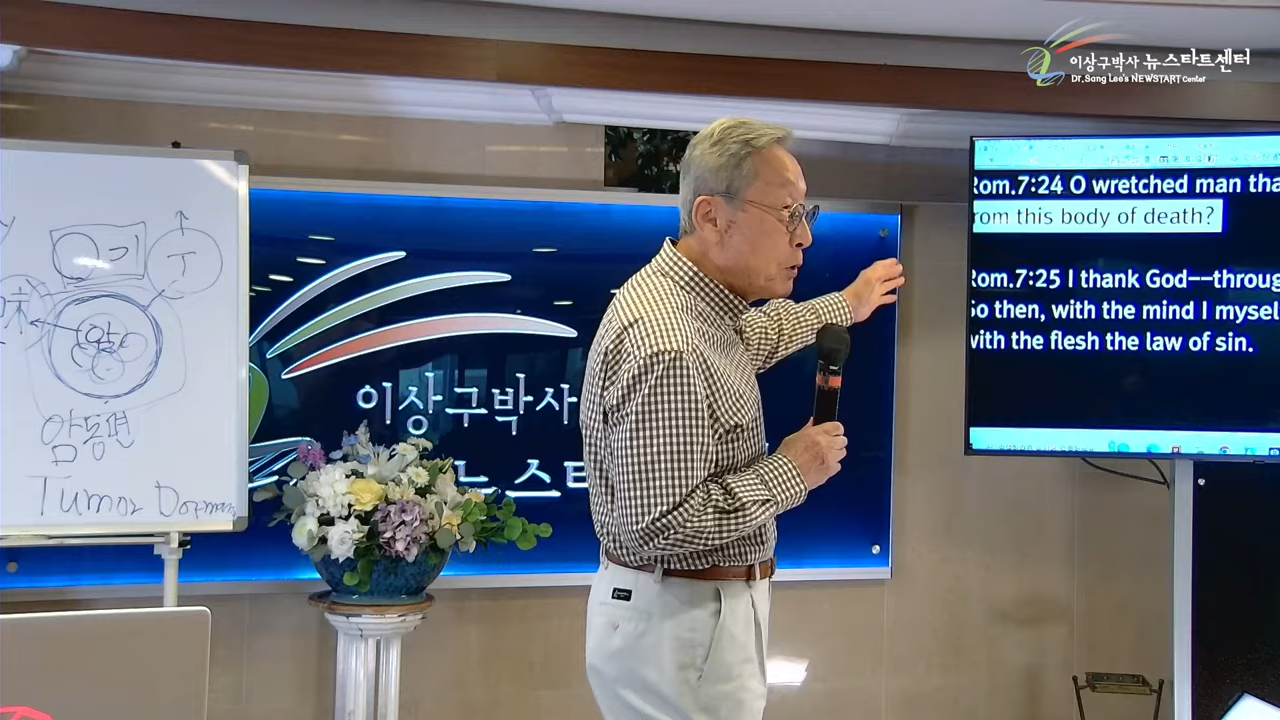 이상구박사 뉴스타트센터
Dr. Sang Lee's NEWSTART Center
기
T
암
암동면
Tumor Dorman
이상구박사
뉴스타
Rom.7:24 O wretched man tha
rom this body of death?
Rom.7:25 I thank God--throug
So then, with the mind I mysel
with the flesh the law of sin.